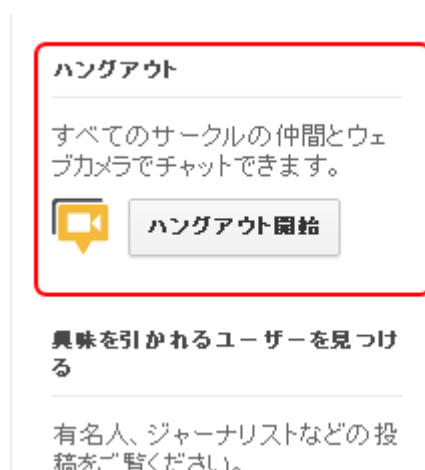 ハングアウト
すべてのサークルの仲間とウェ
ブカメラでチャットできます。
ハングアウト開始
興味を引かれるユーザーを見つけ
る
有名人、ジャーナリストなどの投
稿をご覧ください。